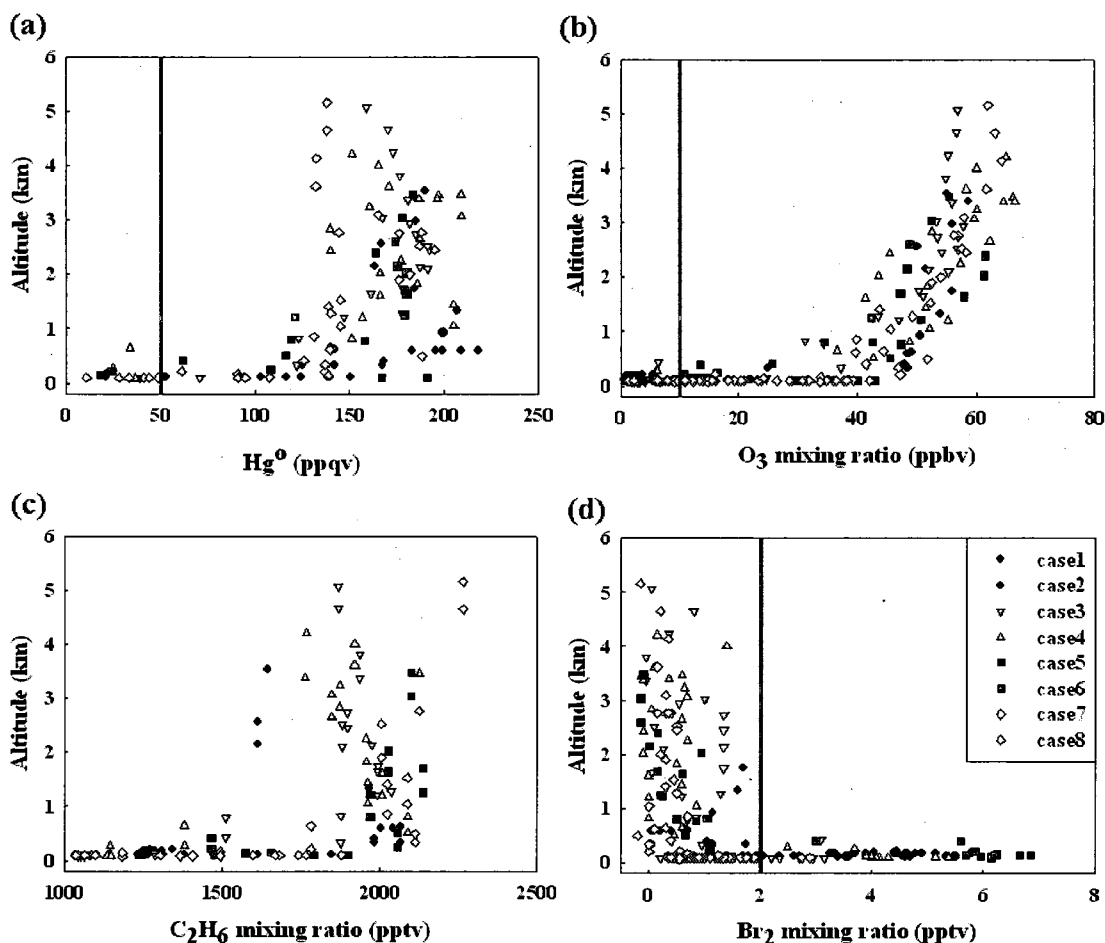 (a)
6
5
4
3
2
1
0
Altitude (km)
0 50 100 150 200 250
Hg⁰ (ppqv)
(b)
6
5
4
3
2
1
0
Altitude (km)
0 20 40 60 80
O₃ mixing ratio (ppbv)
(c)
6
5
4
3
2
1
0
Altitude (km)
1000 1500 2000 2500
C₂H₆ mixing ratio (pptv)
(d)
6
5
4
3
2
1
0
Altitude (km)
0 2 4 6 8
Br₂ mixing ratio (pptv)
case1
case2
case3
case4
case5
case6
case7
case8